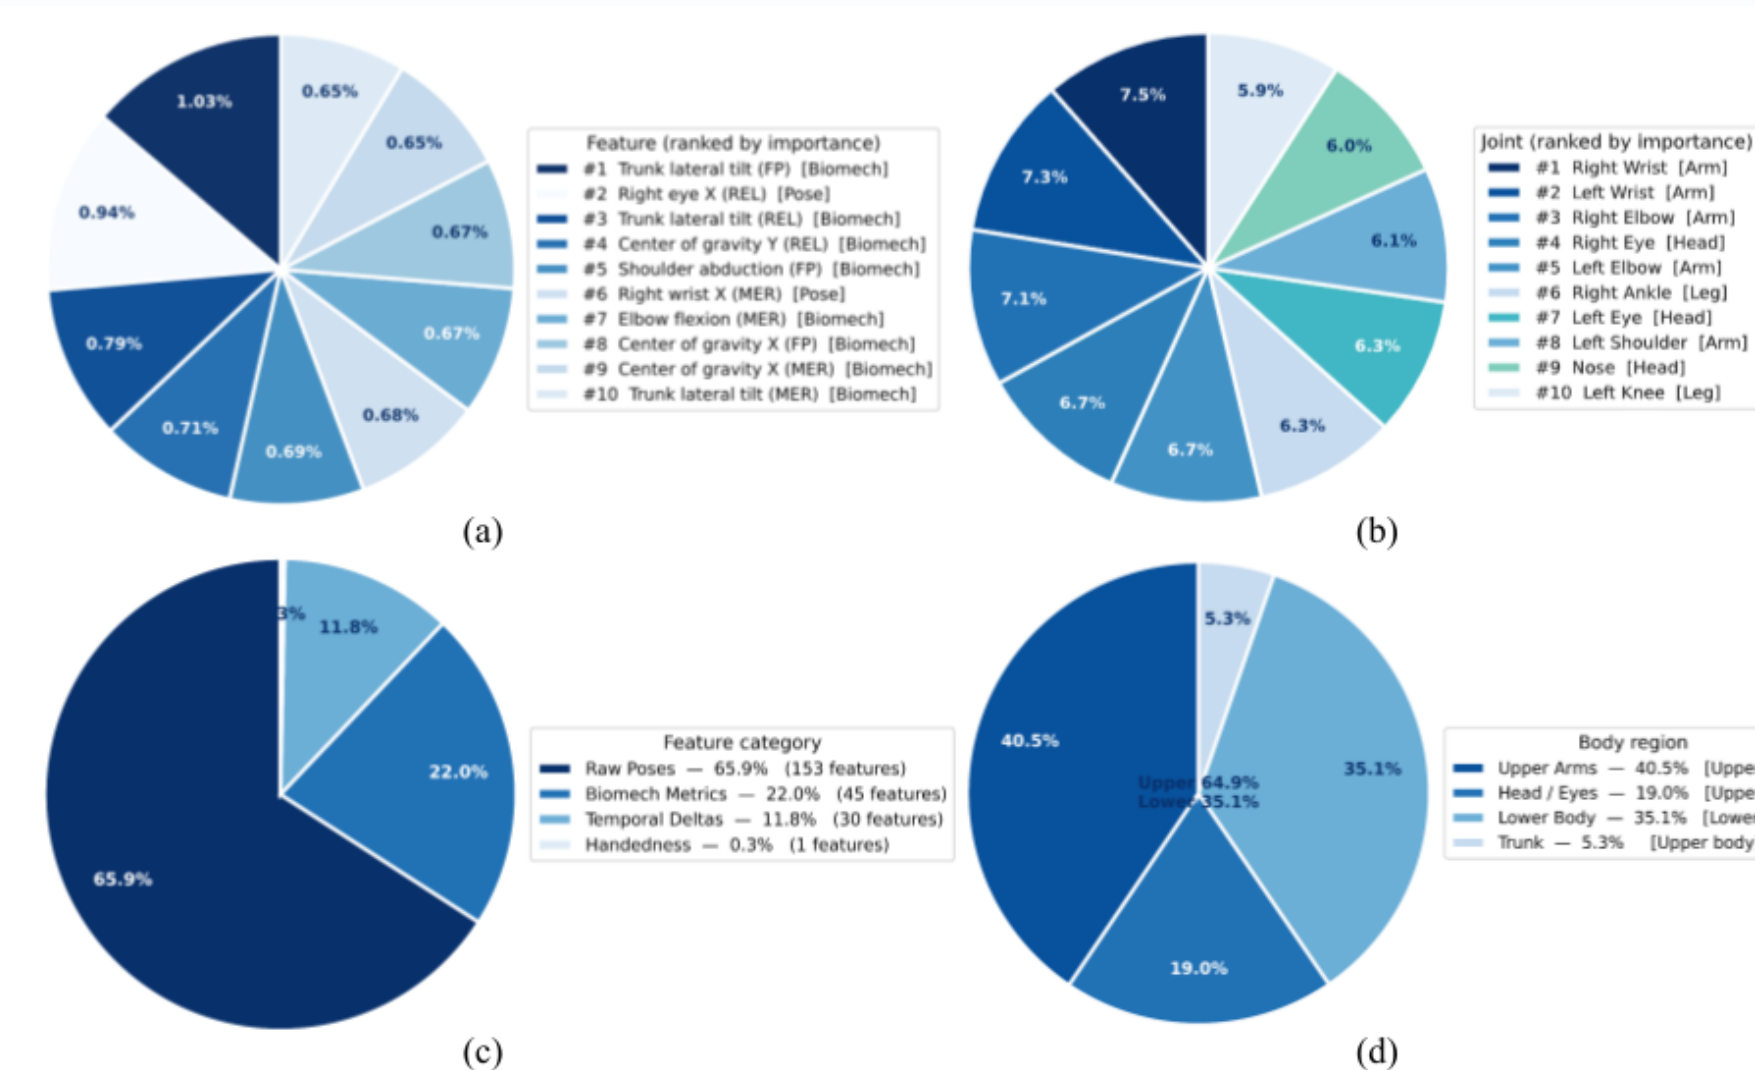 1.03%
0.65%
0.65%
0.94%
0.67%
0.67%
0.79%
0.71%
0.69%
0.68%
Feature (ranked by importance)
#1 Trunk lateral tilt (FP) [Biomech]
#2 Right eye X (REL) [Pose]
#3 Trunk lateral tilt (REL) [Biomech]
#4 Center of gravity Y (REL) [Biomech]
#5 Shoulder abduction (FP) [Biomech]
#6 Right wrist X (MER) [Pose]
#7 Elbow flexion (MER) [Biomech]
#8 Center of gravity X (FP) [Biomech]
#9 Center of gravity X (MER) [Biomech]
#10 Trunk lateral tilt (MER) [Biomech]
(a)
7.5%
5.9%
6.0%
7.3%
6.1%
7.1%
6.3%
6.7%
6.7%
6.3%
Joint (ranked by importance)
#1 Right Wrist [Arm]
#2 Left Wrist [Arm]
#3 Right Elbow [Arm]
#4 Right Eye [Head]
#5 Left Elbow [Arm]
#6 Right Ankle [Leg]
#7 Left Eye [Head]
#8 Left Shoulder [Arm]
#9 Nose [Head]
#10 Left Knee [Leg]
(b)
3%
11.8%
22.0%
65.9%
Feature category
Raw Poses — 65.9% (153 features)
Biomech Metrics — 22.0% (45 features)
Temporal Deltas — 11.8% (30 features)
Handedness — 0.3% (1 features)
(c)
5.3%
40.5%
35.1%
Upper 64.9%
Lower 35.1%
19.0%
Body region
Upper Arms — 40.5% [Uppe
Head / Eyes — 19.0% [Uppe
Lower Body — 35.1% [Lower
Trunk — 5.3% [Upper body
(d)